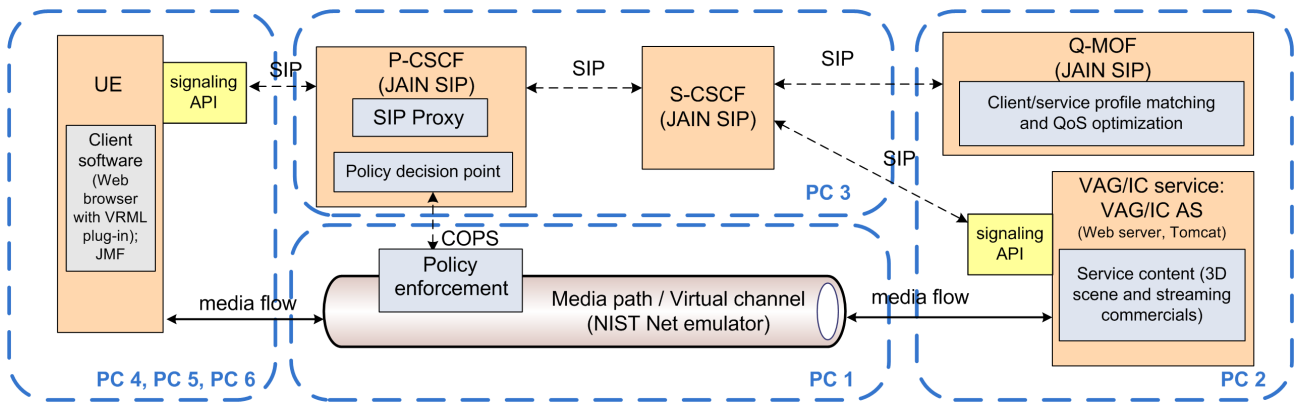 UE
signaling
API
Client
software
(Web
browser
with VRML
plug-in);
JMF
PC 4, PC 5, PC 6
SIP
P-CSCF
(JAIN SIP)
SIP Proxy
Policy decision point
SIP
S-CSCF
(JAIN SIP)
PC 3
COPS
Policy
enforcement
media flow
Media path / Virtual channel
(NIST Net emulator)
media flow
PC 1
SIP
SIP
Q-MOF
(JAIN SIP)
Client/service profile matching
and QoS optimization
VAG/IC service:
VAG/IC AS
(Web server, Tomcat)
signaling
API
Service content (3D
scene and streaming
commercials)
PC 2